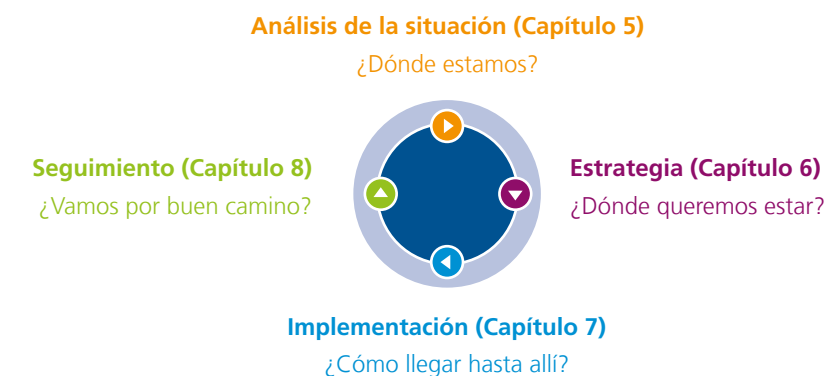 Análisis de la situación (Capítulo 5)
¿Dónde estamos?
Seguimiento (Capítulo 8)
¿Vamos por buen camino?
Estrategia (Capítulo 6)
¿Dónde queremos estar?
Implementación (Capítulo 7)
¿Cómo llegar hasta allí?